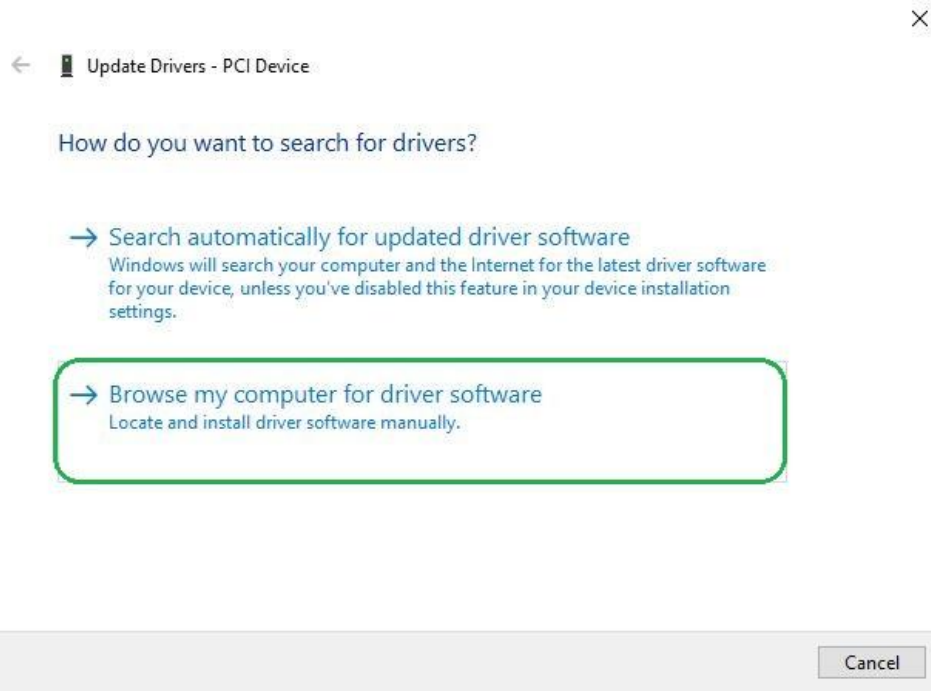 Update Drivers - PCI Device
How do you want to search for drivers?
Search automatically for updated driver software
Windows will search your computer and the Internet for the latest driver software
for your device, unless you've disabled this feature in your device installation
settings.
Browse my computer for driver software
Locate and install driver software manually.
Cancel